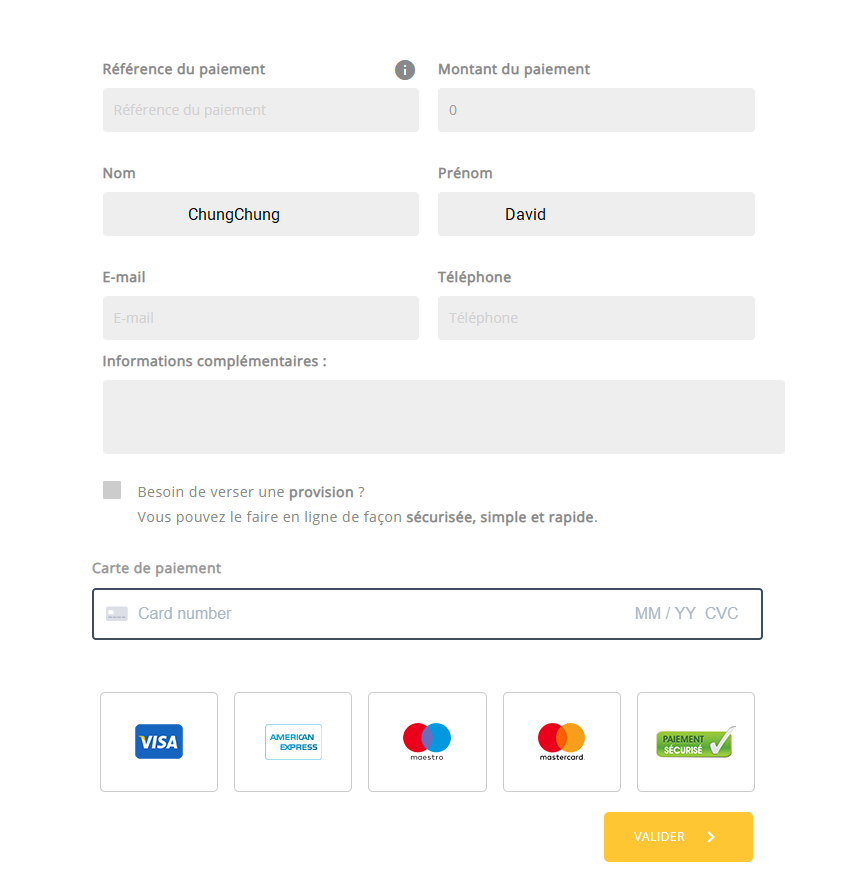 Référence du paiement
Montant du paiement
Référence du paiement
0
Nom
Prénom
ChungChung
David
E-mail
Téléphone
E-mail
Téléphone
Informations complémentaires :
Besoin de verser une provision ?
Vous pouvez le faire en ligne de façon sécurisée, simple et rapide.
Carte de paiement
Card number
MM / YY CVC
VISA
AMERICAN
EXPRESS
maestro
mastercard.
PAIEMENT
SÉCURISÉ
VALIDER